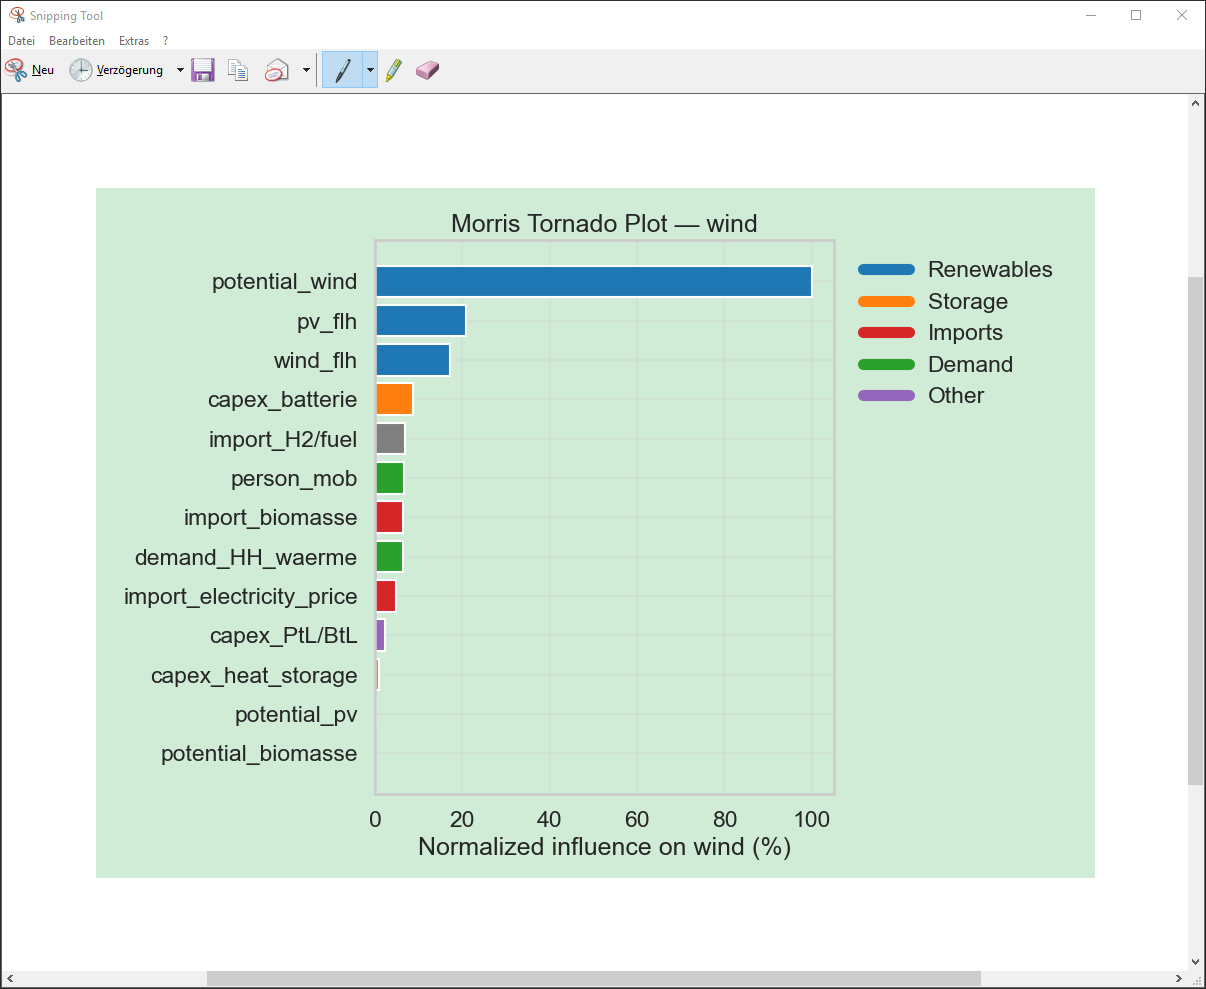 Snipping Tool
Datei Bearbeiten Extras ?
Neu Verzögerung
Morris Tornado Plot — wind
potential_wind
pv_flh
wind_flh
capex_batterie
import_H2/fuel
person_mob
import_biomasse
demand_HH_waerme
import_electricity_price
capex_PtL/BtL
capex_heat_storage
potential_pv
potential_biomasse
0 20 40 60 80 100
Normalized influence on wind (%)
Renewables
Storage
Imports
Demand
Other